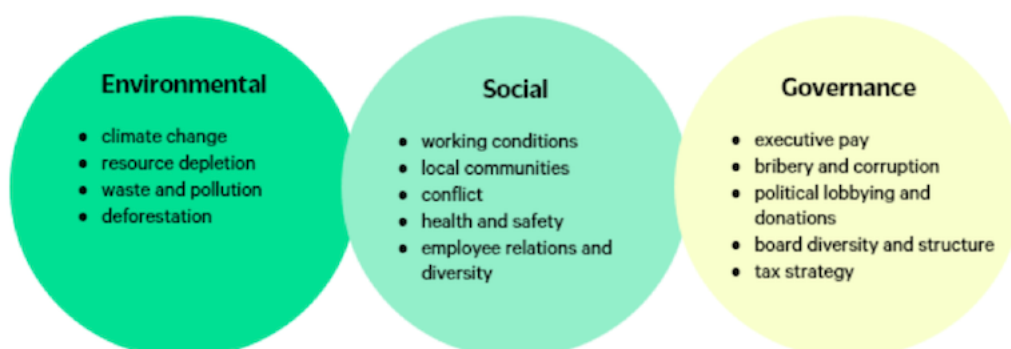 Environmental
• climate change
• resource depletion
• waste and pollution
• deforestation
Social
• working conditions
• local communities
• conflict
• health and safety
• employee relations and
diversity
Governance
• executive pay
• bribery and corruption
• political lobbying and
donations
• board diversity and structure
• tax strategy